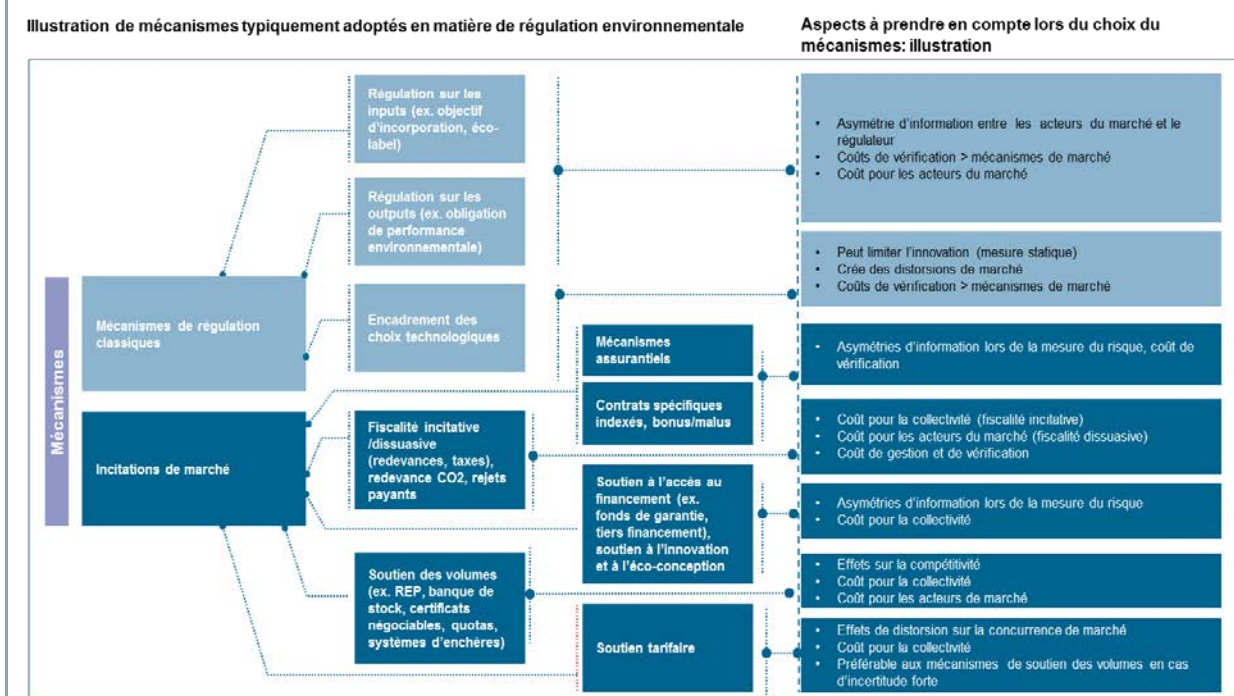 Illustration de mécanismes typiquement adoptés en matière de régulation environnementale
Aspects à prendre en compte lors du choix du
mécanismes: illustration
Mécanismes
Mécanismes de régulation
classiques
Incitations de marché
Régulation sur les
inputs (ex. objectif
d'incorporation, éco-
label)
Régulation sur les
outputs (ex. obligation
de performance
environnementale)
Encadrement des
choix technologiques
Fiscalité incitative
/dissuasive
(redevances, taxes),
redevance CO2, rejets
payants
Soutien des volumes
(ex. REP, banque de
stock, certificats
négociables, quotas,
systèmes d'enchères)
Mécanismes
assurantiels
Contrats spécifiques
indexés, bonus/malus
Soutien à l'accès au
financement (ex.
fonds de garantie,
tiers financement),
soutien à l'innovation
et à l'éco-conception
Soutien tarifaire
• Asymétrie d'information entre les acteurs du marché et le
régulateur
• Coûts de vérification > mécanismes de marché
• Coût pour les acteurs du marché
• Peut limiter l'innovation (mesure statique)
• Crée des distorsions de marché
• Coûts de vérification > mécanismes de marché
• Asymétries d'information lors de la mesure du risque, coût de
vérification
• Coût pour la collectivité (fiscalité incitative)
• Coût pour les acteurs du marché (fiscalité dissuasive)
• Coût de gestion et de vérification
• Asymétries d'information lors de la mesure du risque
• Coût pour la collectivité
• Effets sur la compétitivité
• Coût pour la collectivité
• Coût pour les acteurs de marché
• Effets de distorsion sur la concurrence de marché
• Coût pour la collectivité
• Préférable aux mécanismes de soutien des volumes en cas
d'incertitude forte